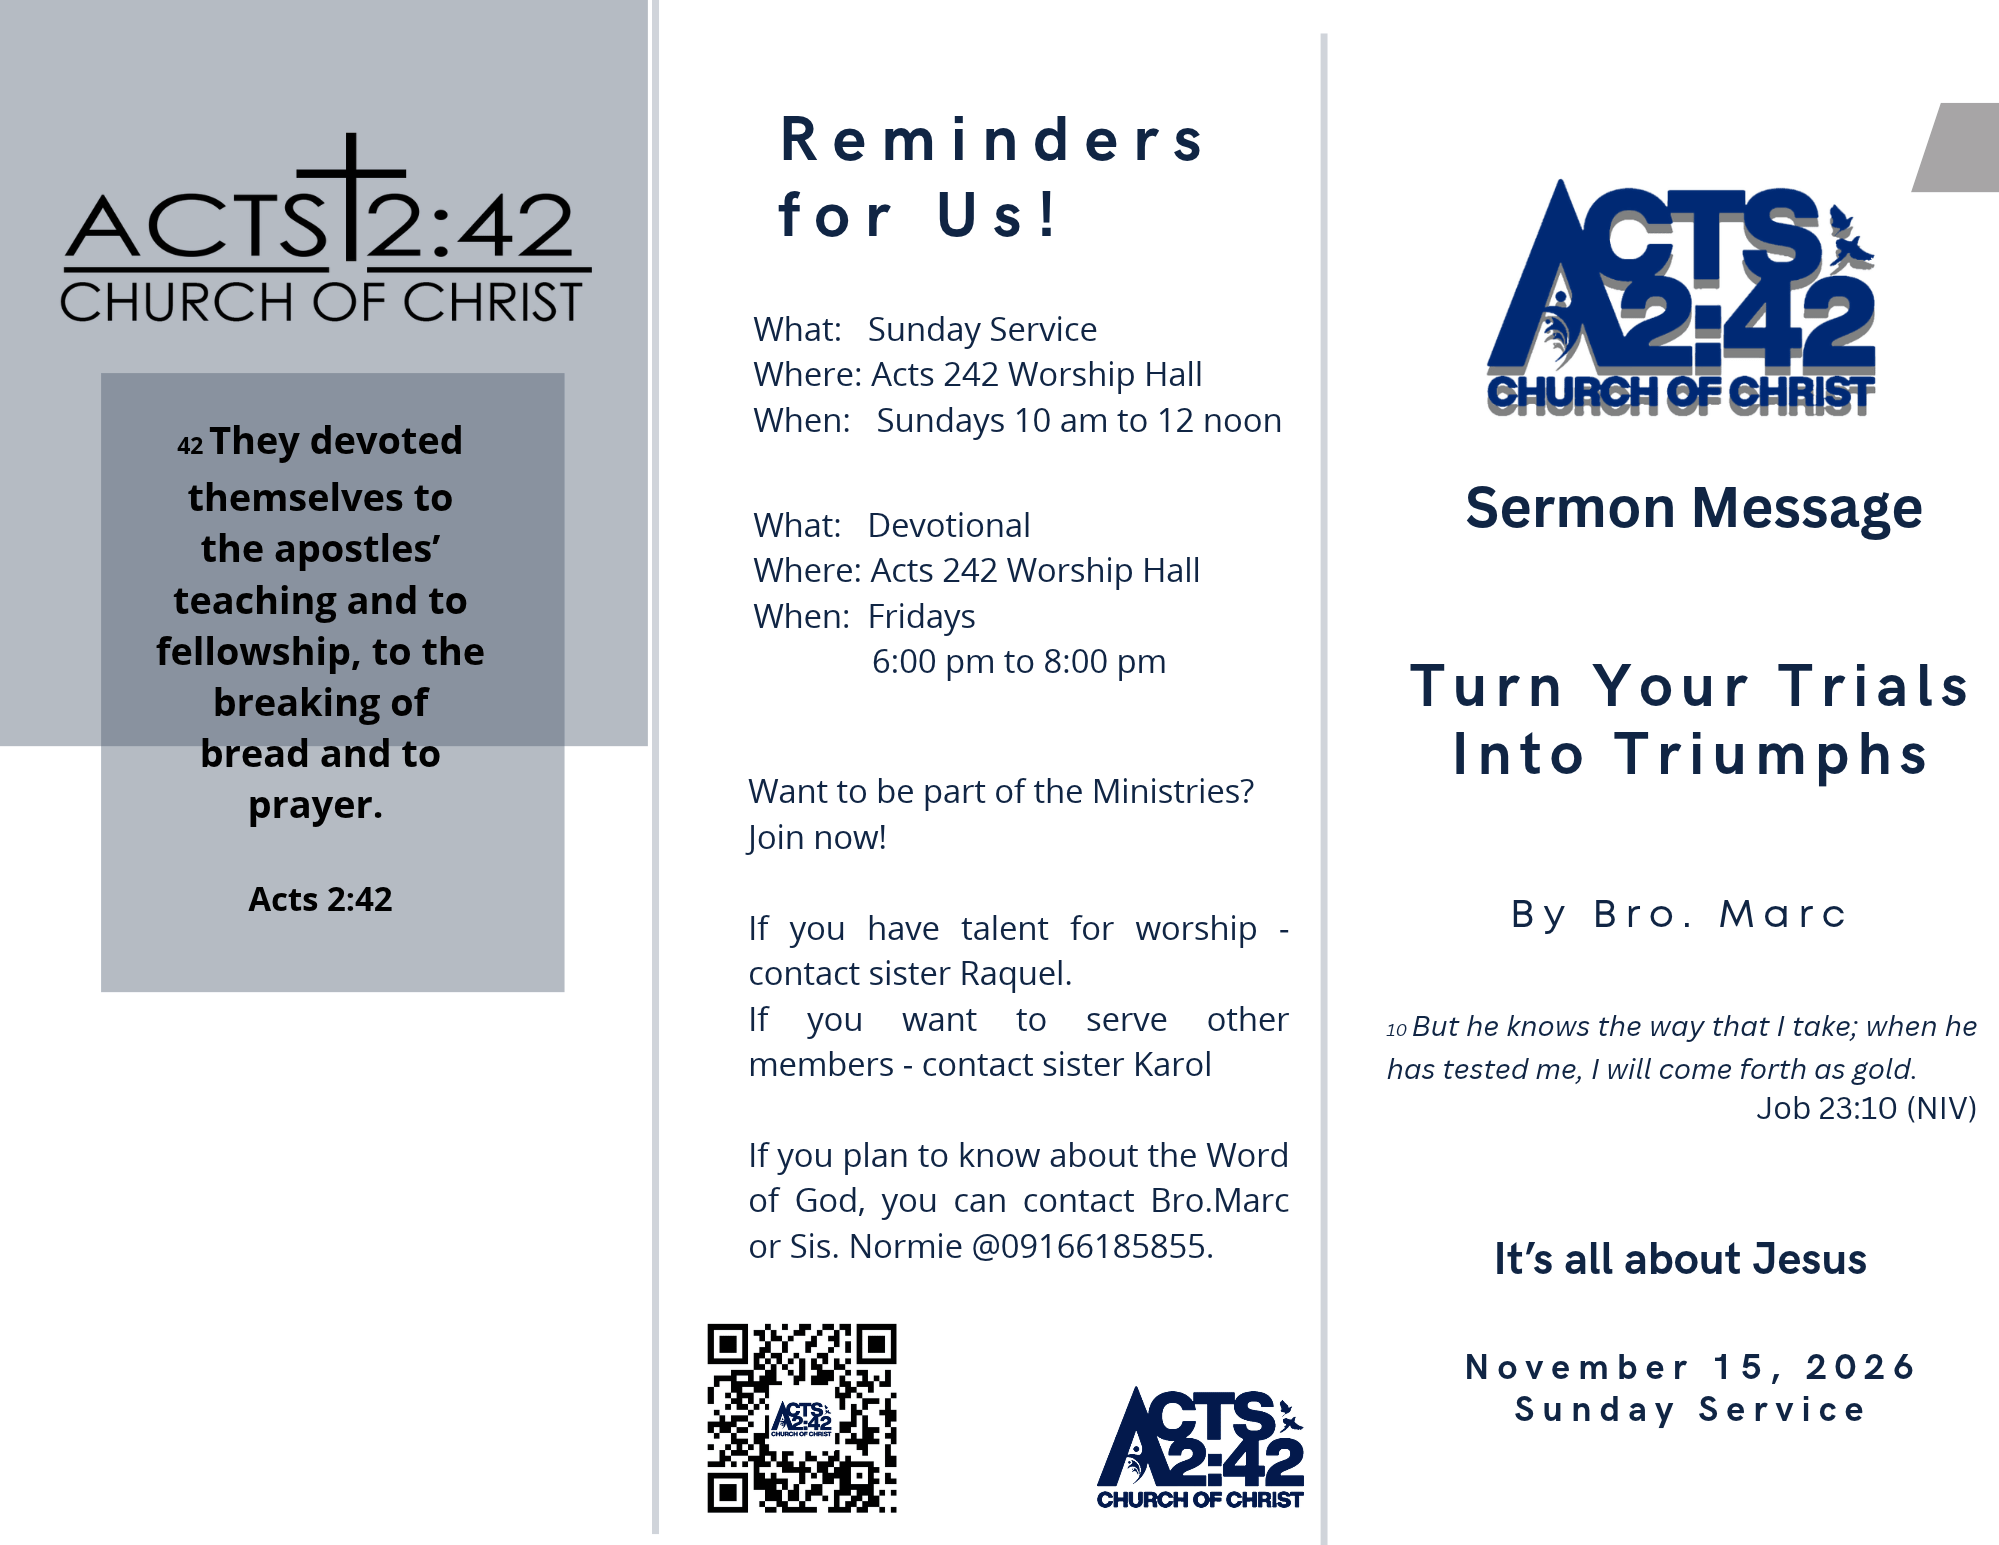 ACTS 2:42
CHURCH OF CHRIST
42 They devoted
themselves to
the apostles’
teaching and to
fellowship, to the
breaking of
bread and to
prayer.
Acts 2:42
Reminders
for Us!
What: Sunday Service
Where: Acts 242 Worship Hall
When: Sundays 10 am to 12 noon
What: Devotional
Where: Acts 242 Worship Hall
When: Fridays
6:00 pm to 8:00 pm
Want to be part of the Ministries?
Join now!
If you have talent for worship -
contact sister Raquel.
If you want to serve other
members - contact sister Karol
If you plan to know about the Word
of God, you can contact Bro.Marc
or Sis. Normie @09166185855.
ACTS
2:42
CHURCH OF CHRIST
ACTS
2:42
CHURCH OF CHRIST
ACTS
2:42
CHURCH OF CHRIST
Sermon Message
Turn Your Trials
Into Triumphs
By Bro. Marc
10 But he knows the way that I take; when he
has tested me, I will come forth as gold.
Job 23:10 (NIV)
It’s all about Jesus
November 15, 2026
Sunday Service